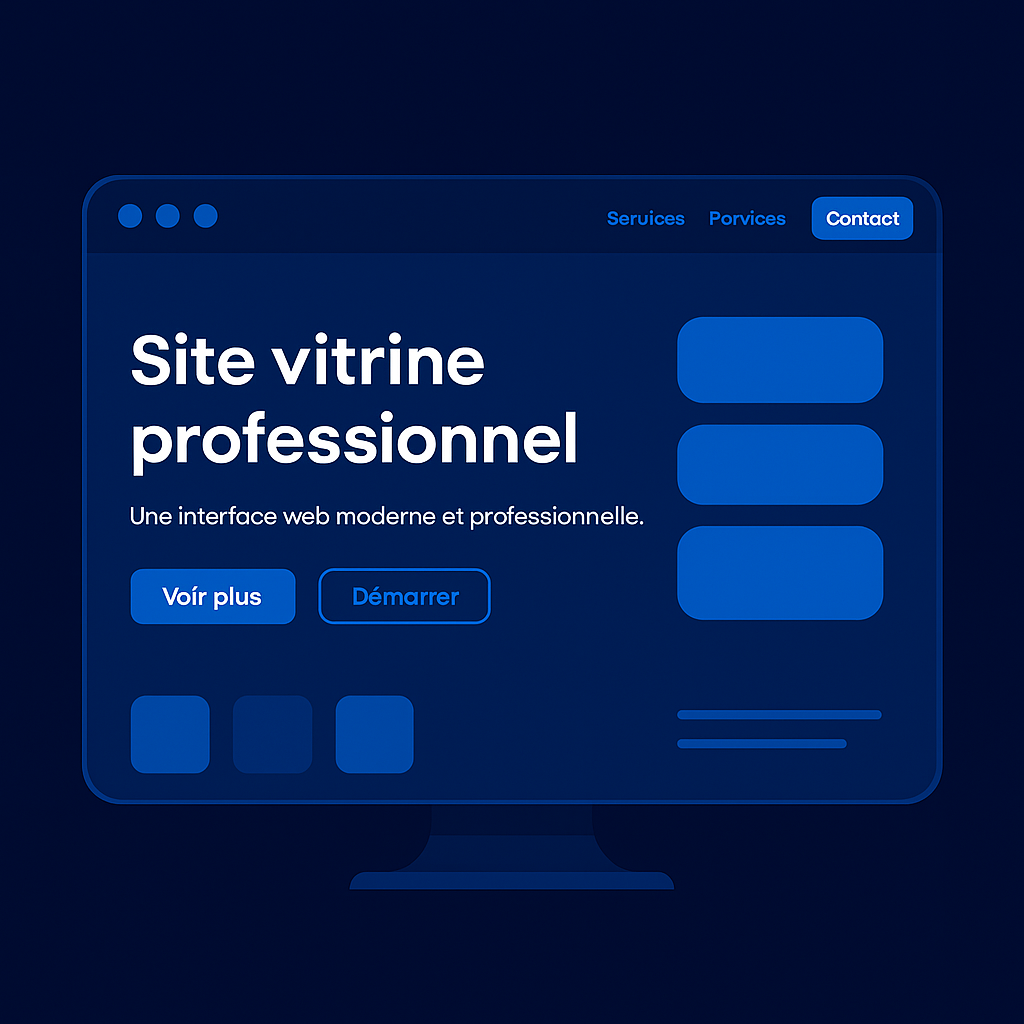 Seruices Porvices Contact
Site vitrine
professionnel
Une interface web moderne et professionnelle.
Voír plus Démarrer